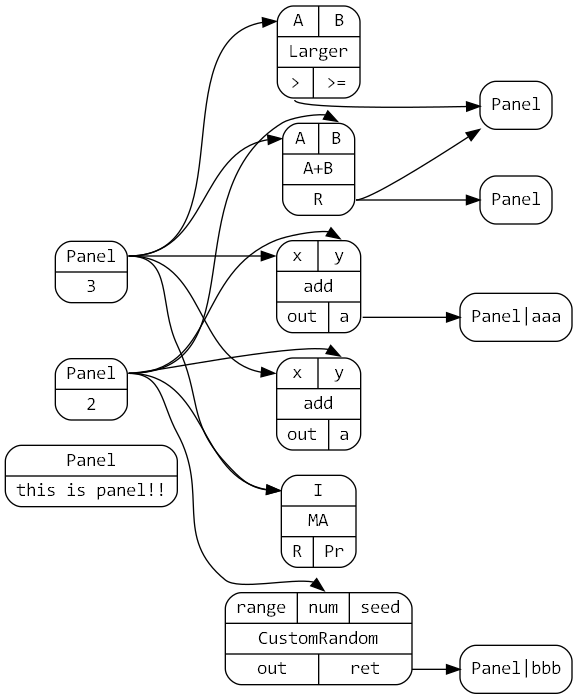 A B
Larger
> >=
Panel
A B
A+B
R
Panel
Panel
3
x y
add
out a
Panel|aaa
Panel
2
x y
add
out a
Panel
this is panel!!
I
MA
R Pr
range num seed
CustomRandom
out ret
Panel|bbb